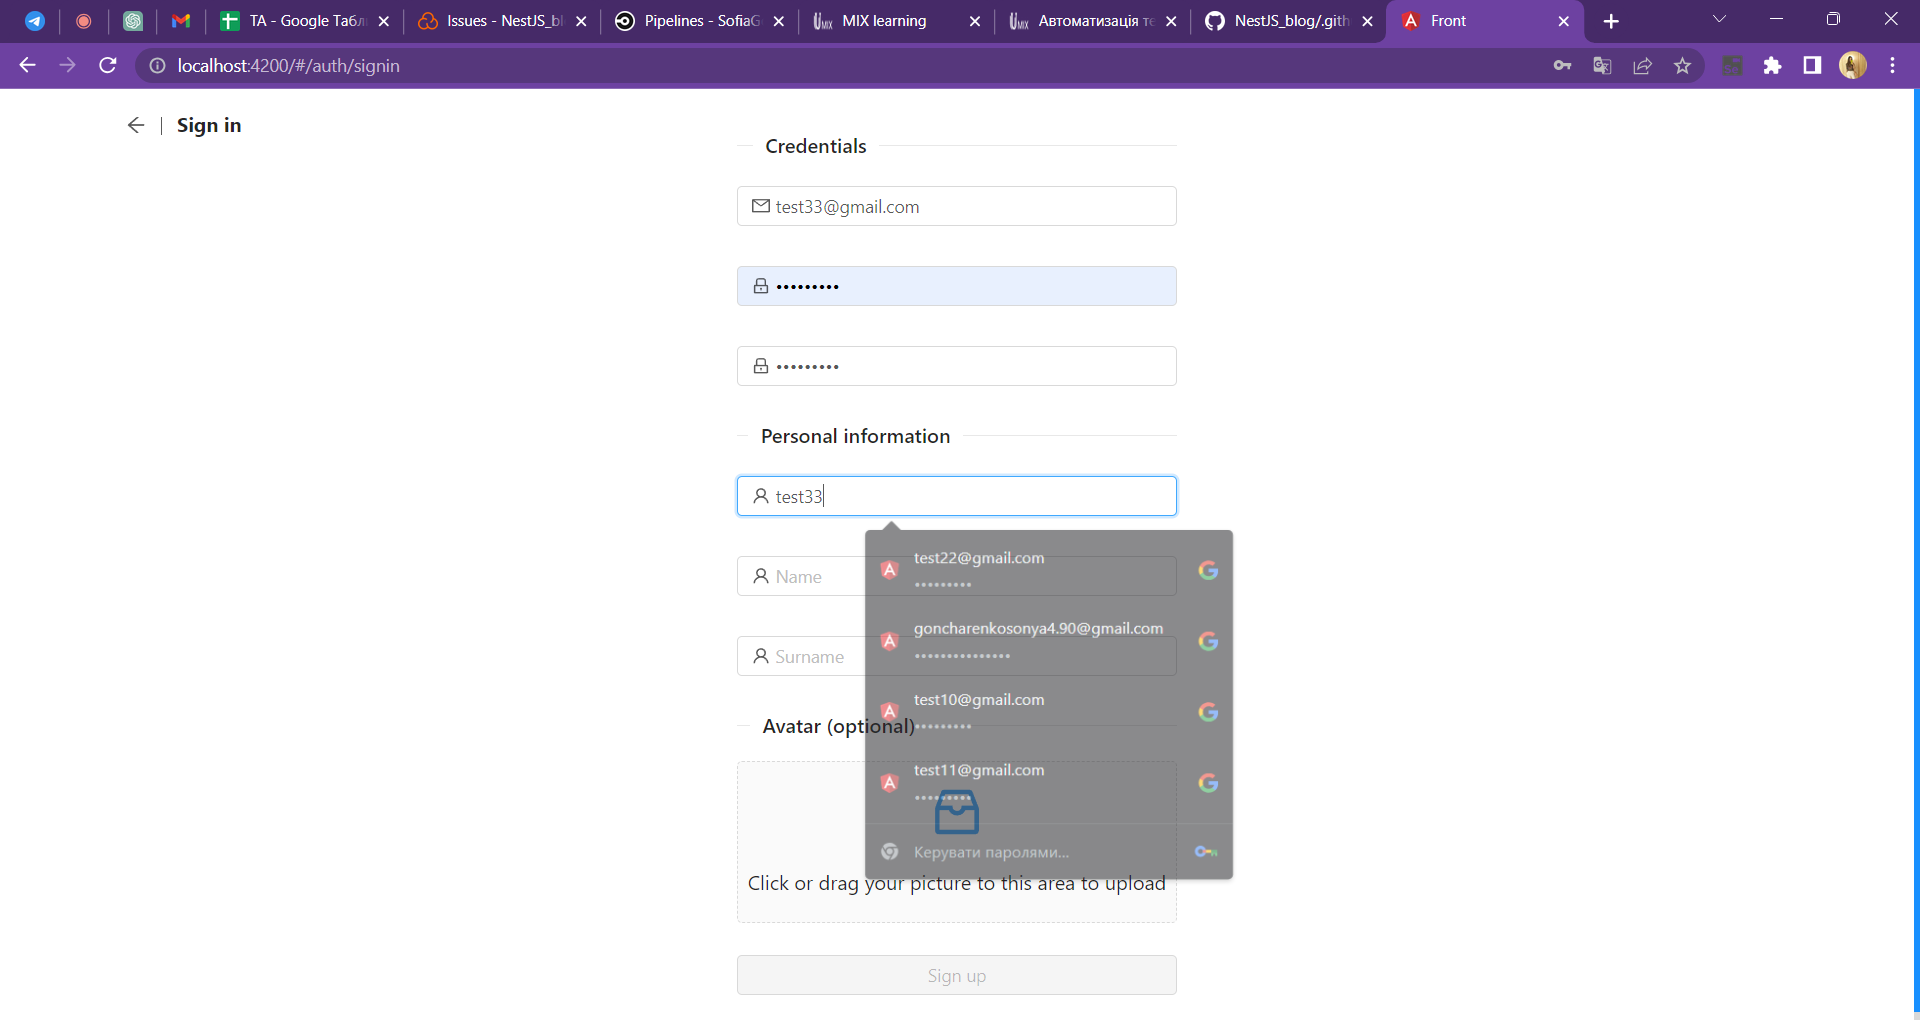 TA - Google Табл
Issues - NestJS_bl
Pipelines - SofiaG
MIX learning
Автоматизація те
NestJS_blog/.gith
Front
localhost:4200/#/auth/signin
Sign in
Credentials
test33@gmail.com
•••••••••
•••••••••
Personal information
test33
test22@gmail.com
•••••••••
Name
goncharenkosonya4.90@gmail.com
•••••••••••••••
Surname
test10@gmail.com
•••••••••
Avatar (optional)
test11@gmail.com
•••••••••
Керувати паролями...
Click or drag your picture to this area to upload
Sign up